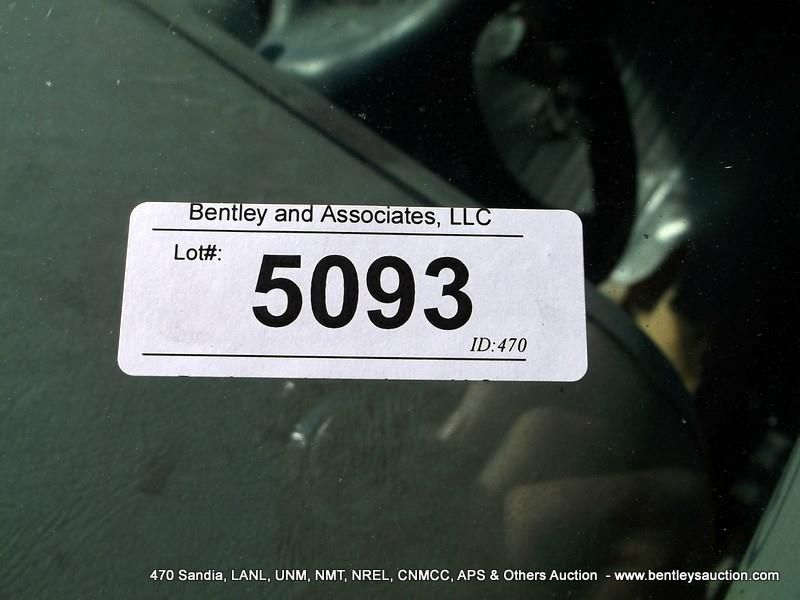 Bentley and Associates, LLC
Lot#:
5093
ID:470
470 Sandia, LANL, UNM, NMT, NREL, CNMCC, APS & Others Auction - www.bentleysauction.com